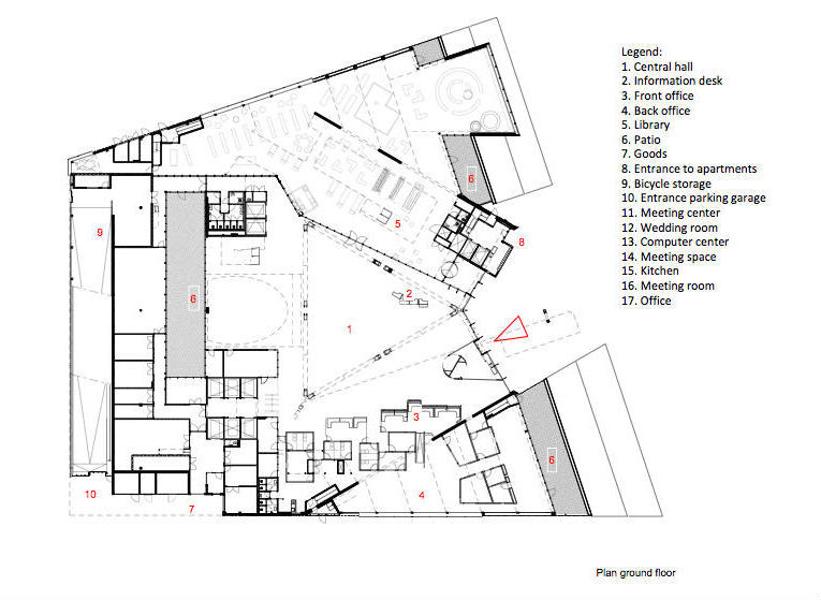 Legend:
1. Central hall
2. Information desk
3. Front office
4. Back office
5. Library
6. Patio
7. Goods
8. Entrance to apartments
9. Bicycle storage
10. Entrance parking garage
11. Meeting center
12. Wedding room
13. Computer center
14. Meeting space
15. Kitchen
16. Meeting room
17. Office
6
5
9
8
6
2
1
3
6
10
4
7
Plan ground floor